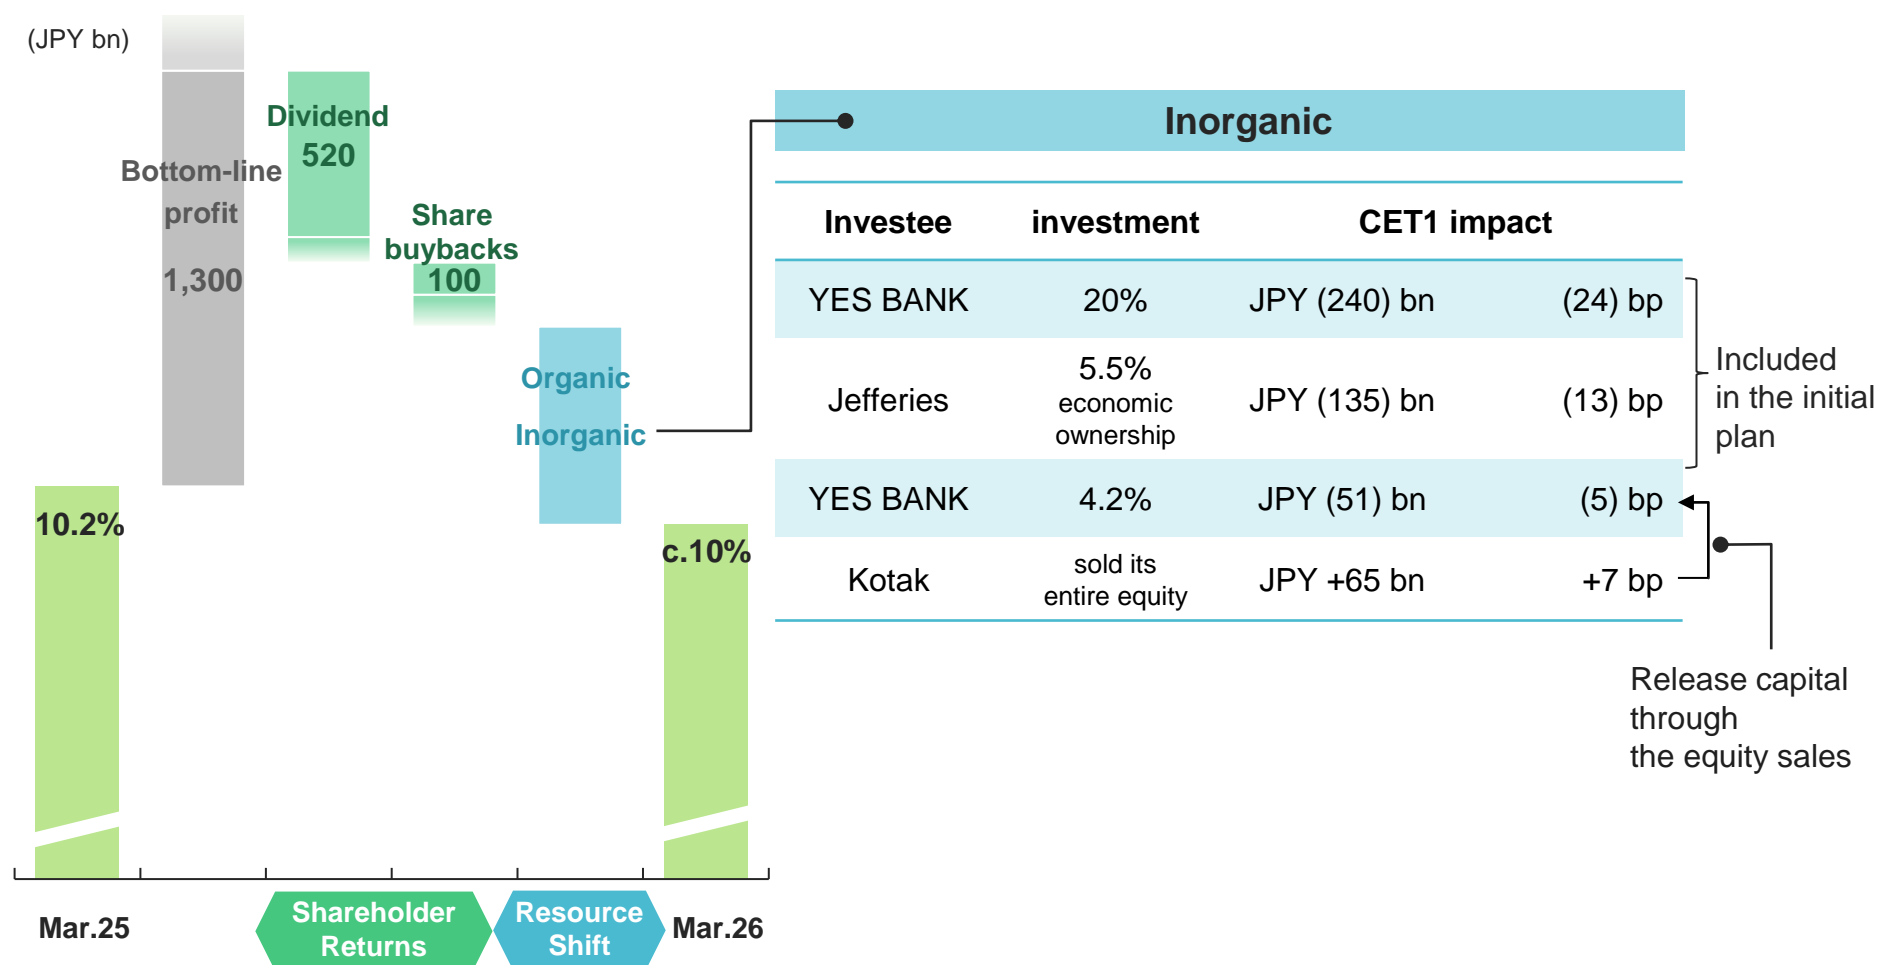 (JPY bn)
Dividend
520
Bottom-line
profit
1,300
Share
buybacks
100
Organic
Inorganic
10.2%
c.10%
Mar.25
Shareholder
Returns
Resource
Shift
Mar.26
Inorganic
Investee investment CET1 impact
YES BANK 20% JPY (240) bn (24) bp
Jefferies 5.5% JPY (135) bn (13) bp
economic
ownership
YES BANK 4.2% JPY (51) bn (5) bp
Kotak sold its JPY +65 bn +7 bp
entire equity
Included
in the initial
plan
Release capital
through
the equity sales